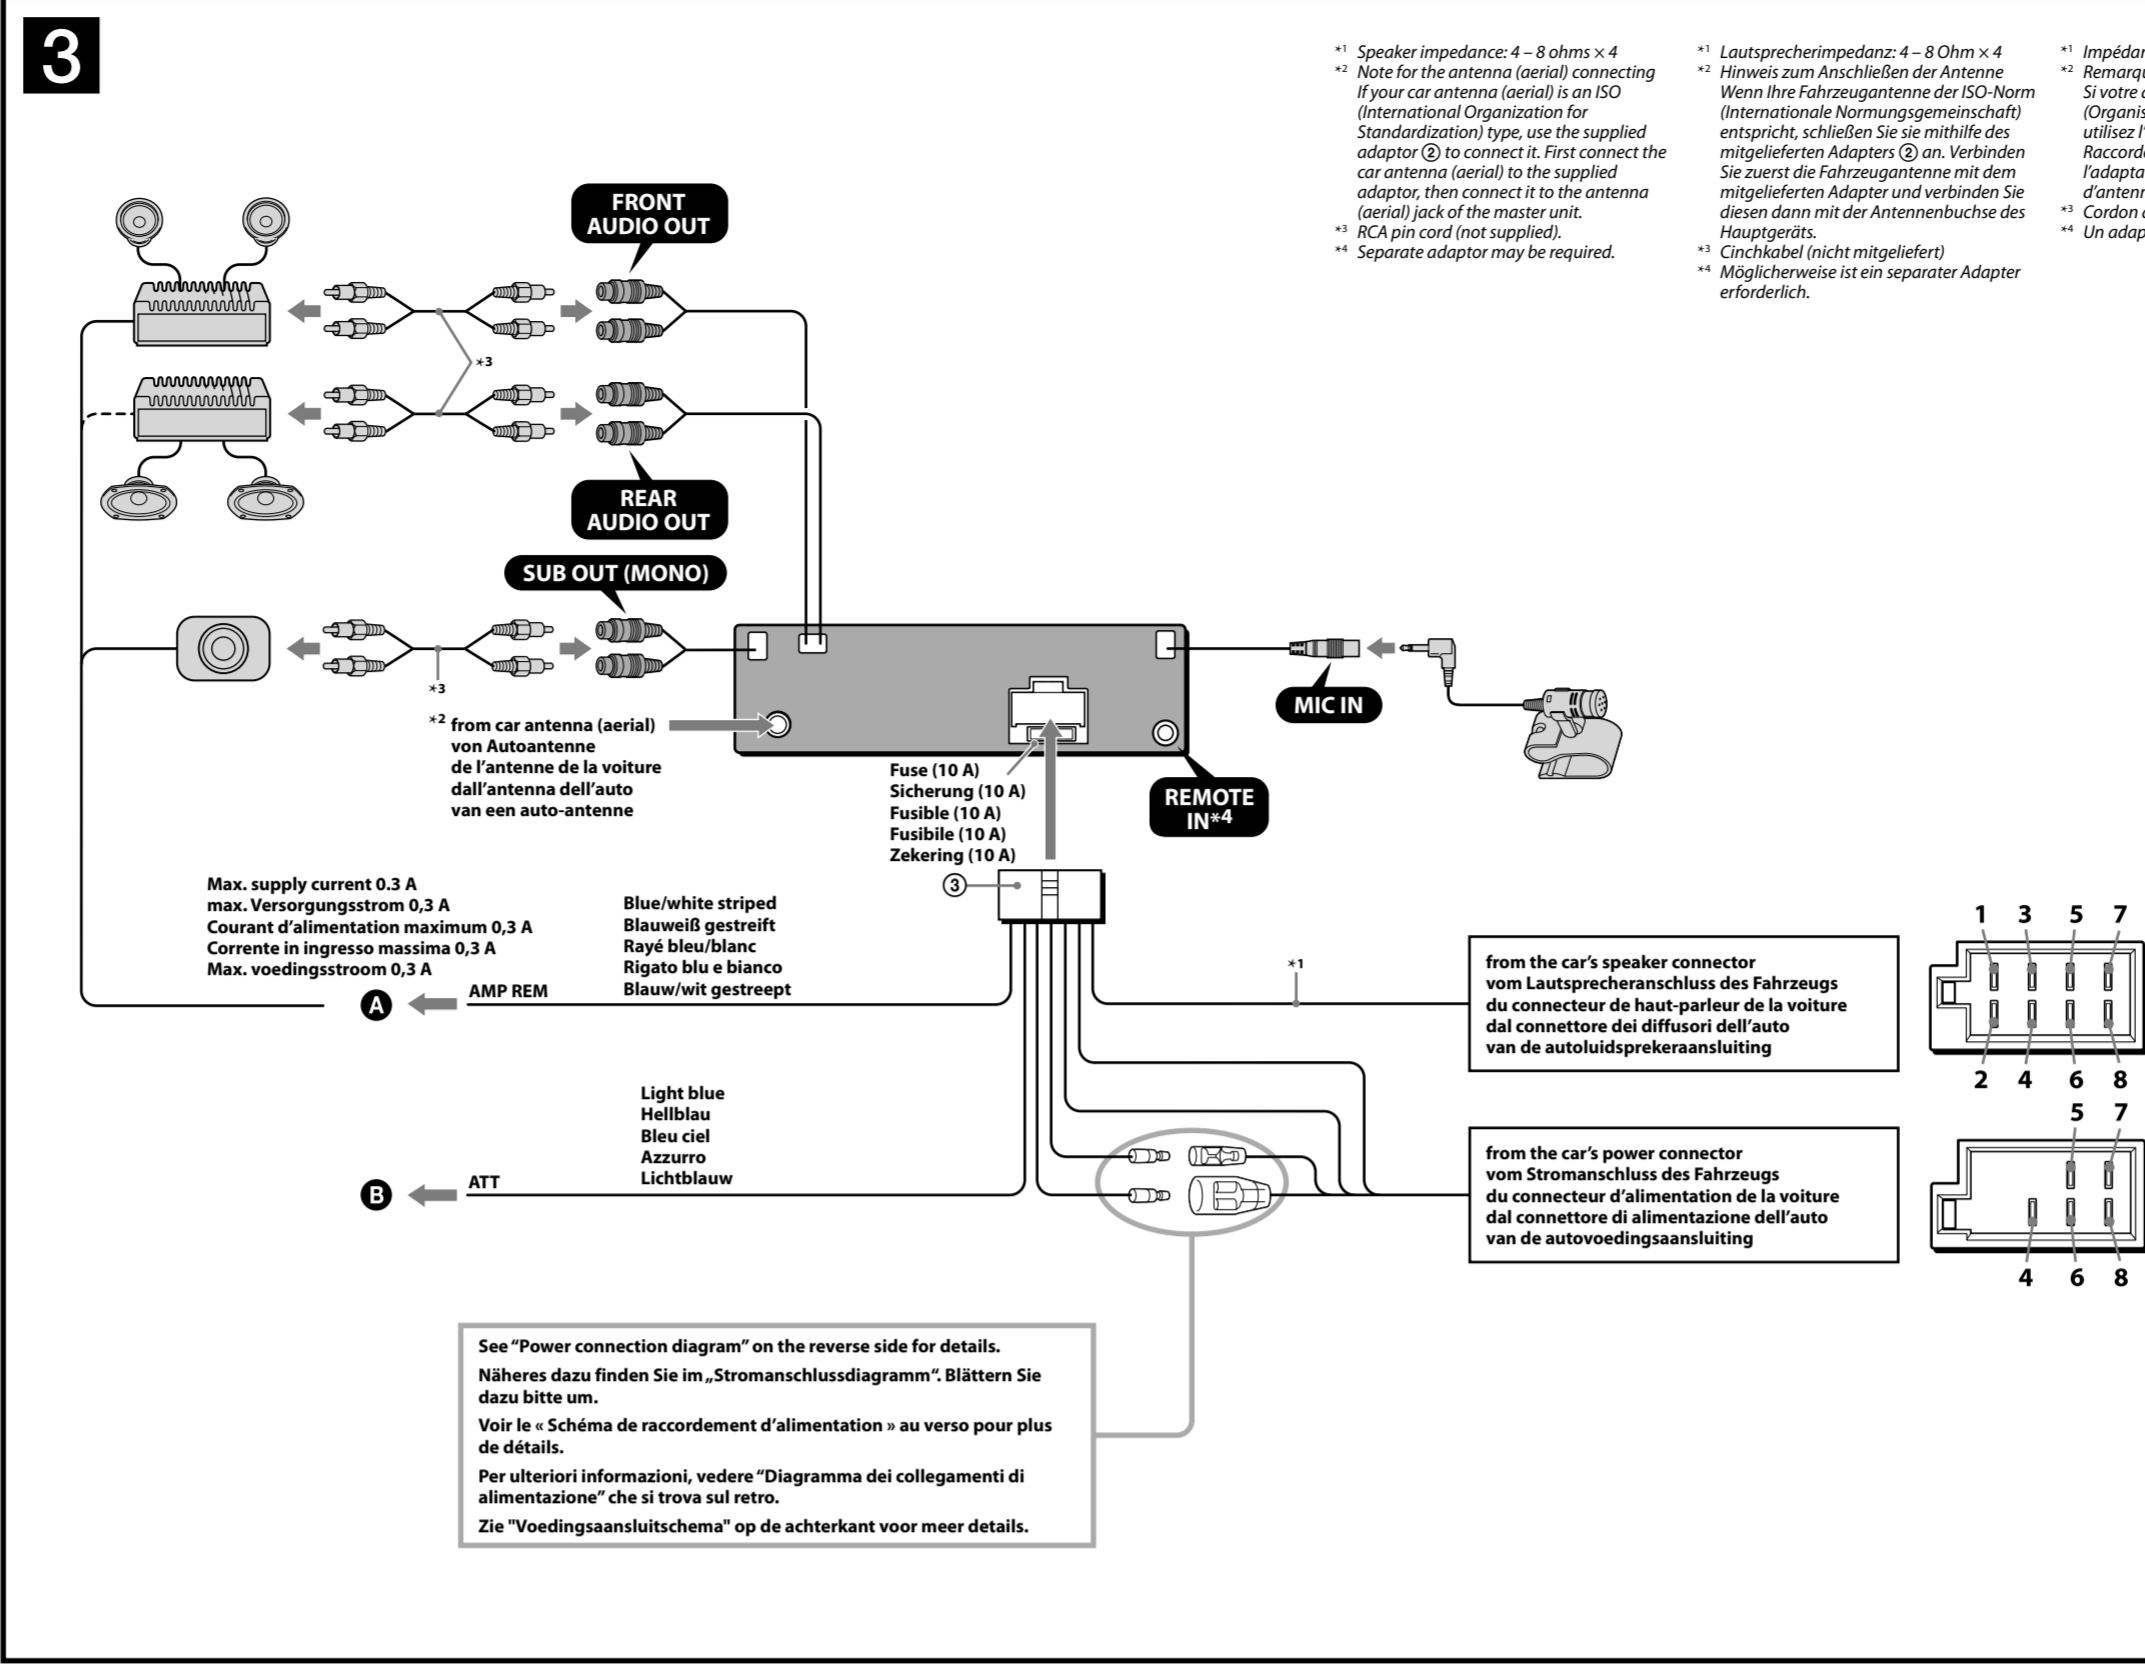 3
*1 Speaker impedance: 4 – 8 ohms × 4
*2 Note for the antenna (aerial) connecting
If your car antenna (aerial) is an ISO
(International Organization for
Standardization) type, use the supplied
adaptor ② to connect it. First connect the
car antenna (aerial) to the supplied
adaptor, then connect it to the antenna
(aerial) jack of the master unit.
*3 RCA pin cord (not supplied).
*4 Separate adaptor may be required.
*1 Lautsprecherimpedanz: 4 – 8 Ohm × 4
*2 Hinweis zum Anschließen der Antenne
Wenn Ihre Fahrzeugantenne der ISO-Norm
(Internationale Normungsgemeinschaft)
entspricht, schließen Sie sie mithilfe des
mitgelieferten Adapters ② an. Verbinden
Sie zuerst die Fahrzeugantenne mit dem
mitgelieferten Adapter und verbinden Sie
diesen dann mit der Antennenbuchse des
Hauptgeräts.
*3 Cinchkabel (nicht mitgeliefert)
*4 Möglicherweise ist ein separater Adapter
erforderlich.
*1
*2
Si votre
*3 Cordon
*4 Un
FRONT
AUDIO OUT
*3
REAR
AUDIO OUT
SUB OUT (MONO)
*3
MIC IN
*2 from car antenna (aerial)
von Autoantenne
de l’antenne de la voiture
dall’antenna dell’auto
van een auto-antenne
Fuse (10 A)
Sicherung (10 A)
Fusible (10 A)
Fusibile (10 A)
Zekering (10 A)
REMOTE
IN*4
③
Max. supply current 0.3 A
max. Versorgungsstrom 0,3 A
Courant d’alimentation maximum 0,3 A
Corrente in ingresso massima 0,3 A
Max. voedingsstroom 0,3 A
Blue/white striped
Blauweiß gestreift
Rayé bleu/blanc
Rigato blu e bianco
Blauw/wit gestreept
A
AMP REM
*1
from the car’s speaker connector
vom Lautsprecheranschluss des Fahrzeugs
du connecteur de haut-parleur de la voiture
dal connettore dei diffusori dell’auto
van de autoluidsprekeraansluiting
1 3 5 7
2 4 6 8
Light blue
Hellblau
Bleu ciel
Azzurro
Lichtblauw
B
ATT
from the car’s power connector
vom Stromanschluss des Fahrzeugs
du connecteur d’alimentation de la voiture
dal connettore di alimentazione dell’auto
van de autovoedingsaansluiting
5 7
4 6 8
See “Power connection diagram” on the reverse side for details.
Näheres dazu finden Sie im „Stromanschlussdiagramm“. Blättern Sie
dazu bitte um.
Voir le « Schéma de raccordement d’alimentation » au verso pour plus
de détails.
Per ulteriori informazioni, vedere “Diagramma dei collegamenti di
alimentazione” che si trova sul retro.
Zie "Voedingsaansluitschema" op de achterkant voor meer details.